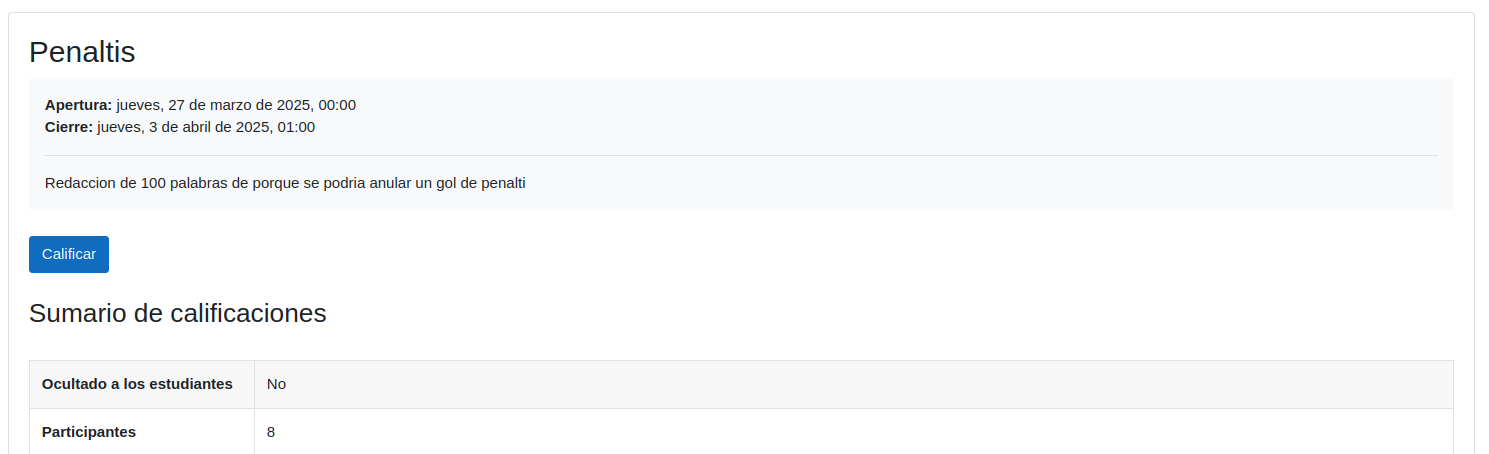 Penaltis
Apertura: jueves, 27 de marzo de 2025, 00:00
Cierre: jueves, 3 de abril de 2025, 01:00
Redaccion de 100 palabras de porque se podria anular un gol de penalti
Calificar
Sumario de calificaciones
Ocultado a los estudiantes No
Participantes 8